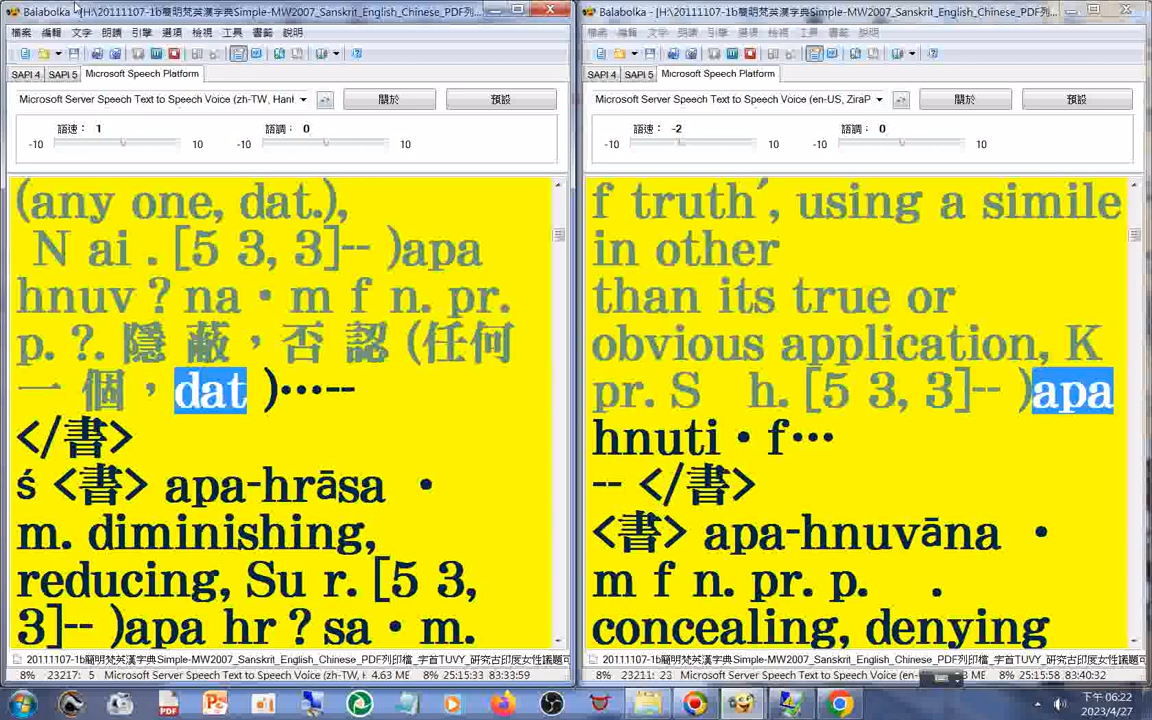 Balabolka - [H:\20111107-1b簡明梵英漢字典Simple-MW2007_Sanskrit_English_Chinese_PDF列...
檔案 編輯 文字 朗讀 引擎 選項 檢視 工具 書籤 說明
SAPI 4 SAPI 5 Microsoft Speech Platform
Microsoft Server Speech Text to Speech Voice (zh-TW, Han 關於 預設
語速: 1 語調: 0
-10 10 -10 10
(any one, dat.),
N ai . [5 3, 3]-- )apa
hnuv ? na • m f n. pr.
p. ?. 隱 蔽，否 認 (任何
一 個，dat )⋯--
</書>
ś <書> apa-hrāsa •
m. diminishing,
reducing, Su r. [5 3,
3]-- )apa hr ? sa • m.
20111107-1b簡明梵英漢字典Simple-MW2007_Sanskrit_English_Chinese_PDF列印檔_字首TUVY_研究古印度女性議題可
8% 23217: 5 Microsoft Server Speech Text to Speech Voice (zh-TW, H 4.63 ME 8% 25:15:33 83:33:59
Balabolka - [H:\20111107-1b簡明梵英漢字典Simple-MW2007_Sanskrit_English_Chinese_PDF列印...
檔案 編輯 文字 朗讀 引擎 選項 檢視 工具 書籤 說明
SAPI 4 SAPI 5 Microsoft Speech Platform
Microsoft Server Speech Text to Speech Voice (en-US, ZiraP 關於 預設
語速: -2 語調: 0
-10 10 -10 10
f truth′, using a simile
in other
than its true or
obvious application, K
pr. S h. [5 3, 3]-- )apa
hnuti • f⋯
-- </書>
<書> apa-hnuvāna •
m f n. pr. p. .
concealing, denying
20111107-1b簡明梵英漢字典Simple-MW2007_Sanskrit_English_Chinese_PDF列印檔_字首TUVY_研究古印度女性議題可
8% 23211: 23 Microsoft Server Speech Text to Speech Voice 4.63 ME 8% 25:15:58 83:40:32
下午 06:22
2023/4/27